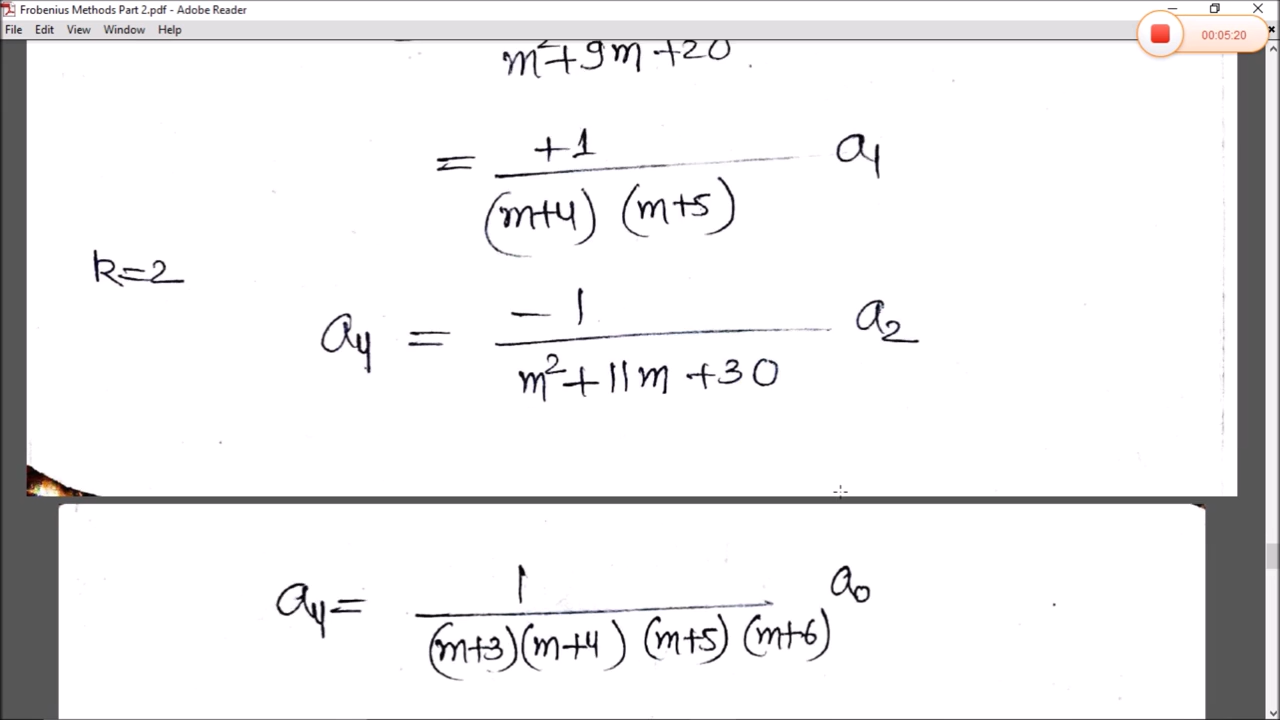 Frobenius Methods Part 2.pdf - Adobe Reader
File Edit View Window Help
00:05:20
m²+9m+20.
= +1 / (m+4) (m+5) a₁
k=2
a₄ = -1 / m²+11m+30 a₂
a₄= 1 / (m+3)(m+4) (m+5) (m+6) a₀